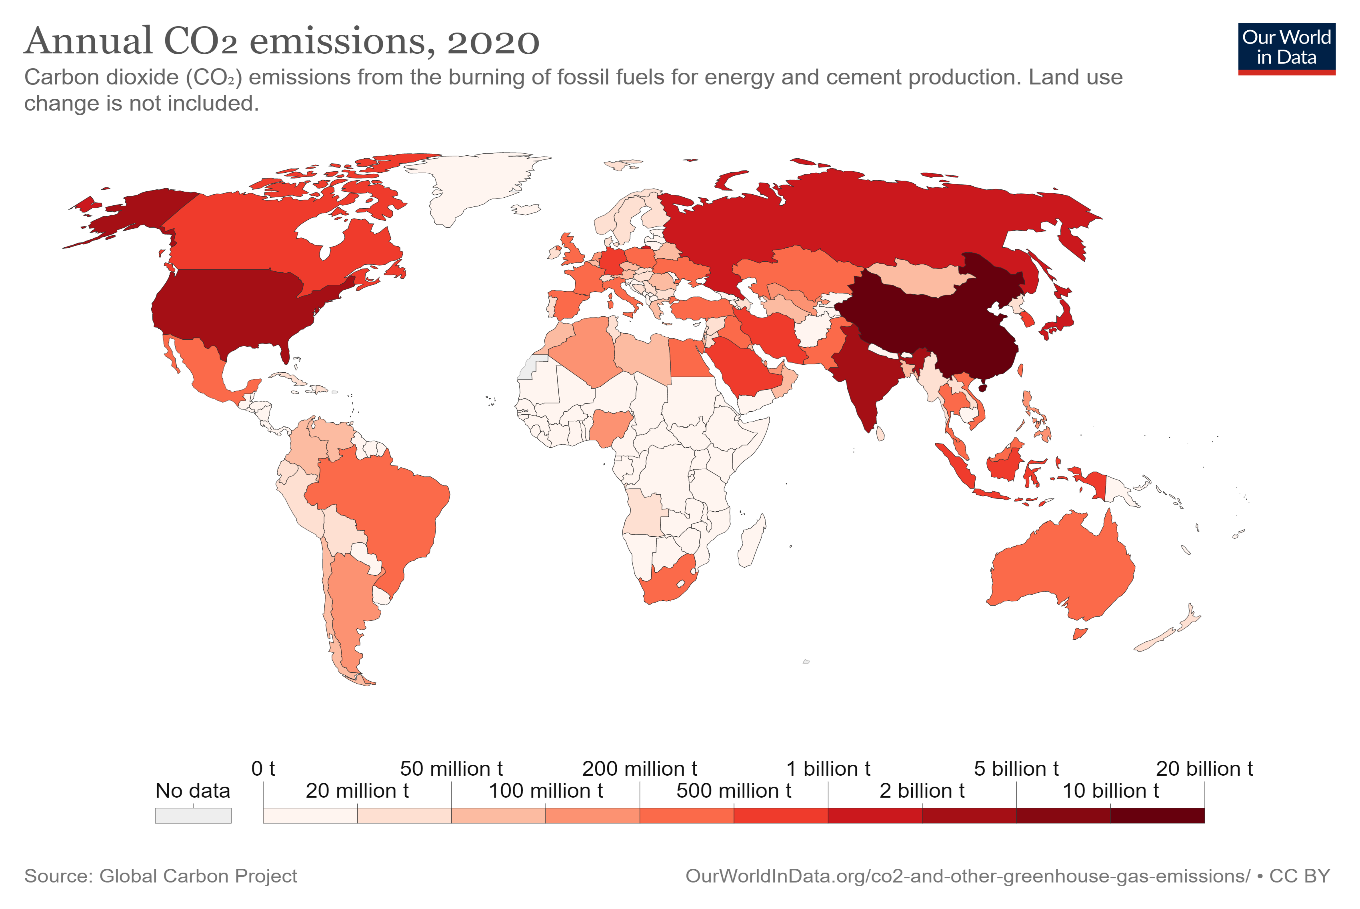 Annual CO₂ emissions, 2020
Our World
in Data
Carbon dioxide (CO₂) emissions from the burning of fossil fuels for energy and cement production. Land use
change is not included.
No data
0 t
20 million t
50 million t
100 million t
200 million t
500 million t
1 billion t
2 billion t
5 billion t
10 billion t
20 billion t
Source: Global Carbon Project
OurWorldInData.org/co2-and-other-greenhouse-gas-emissions/ • CC BY